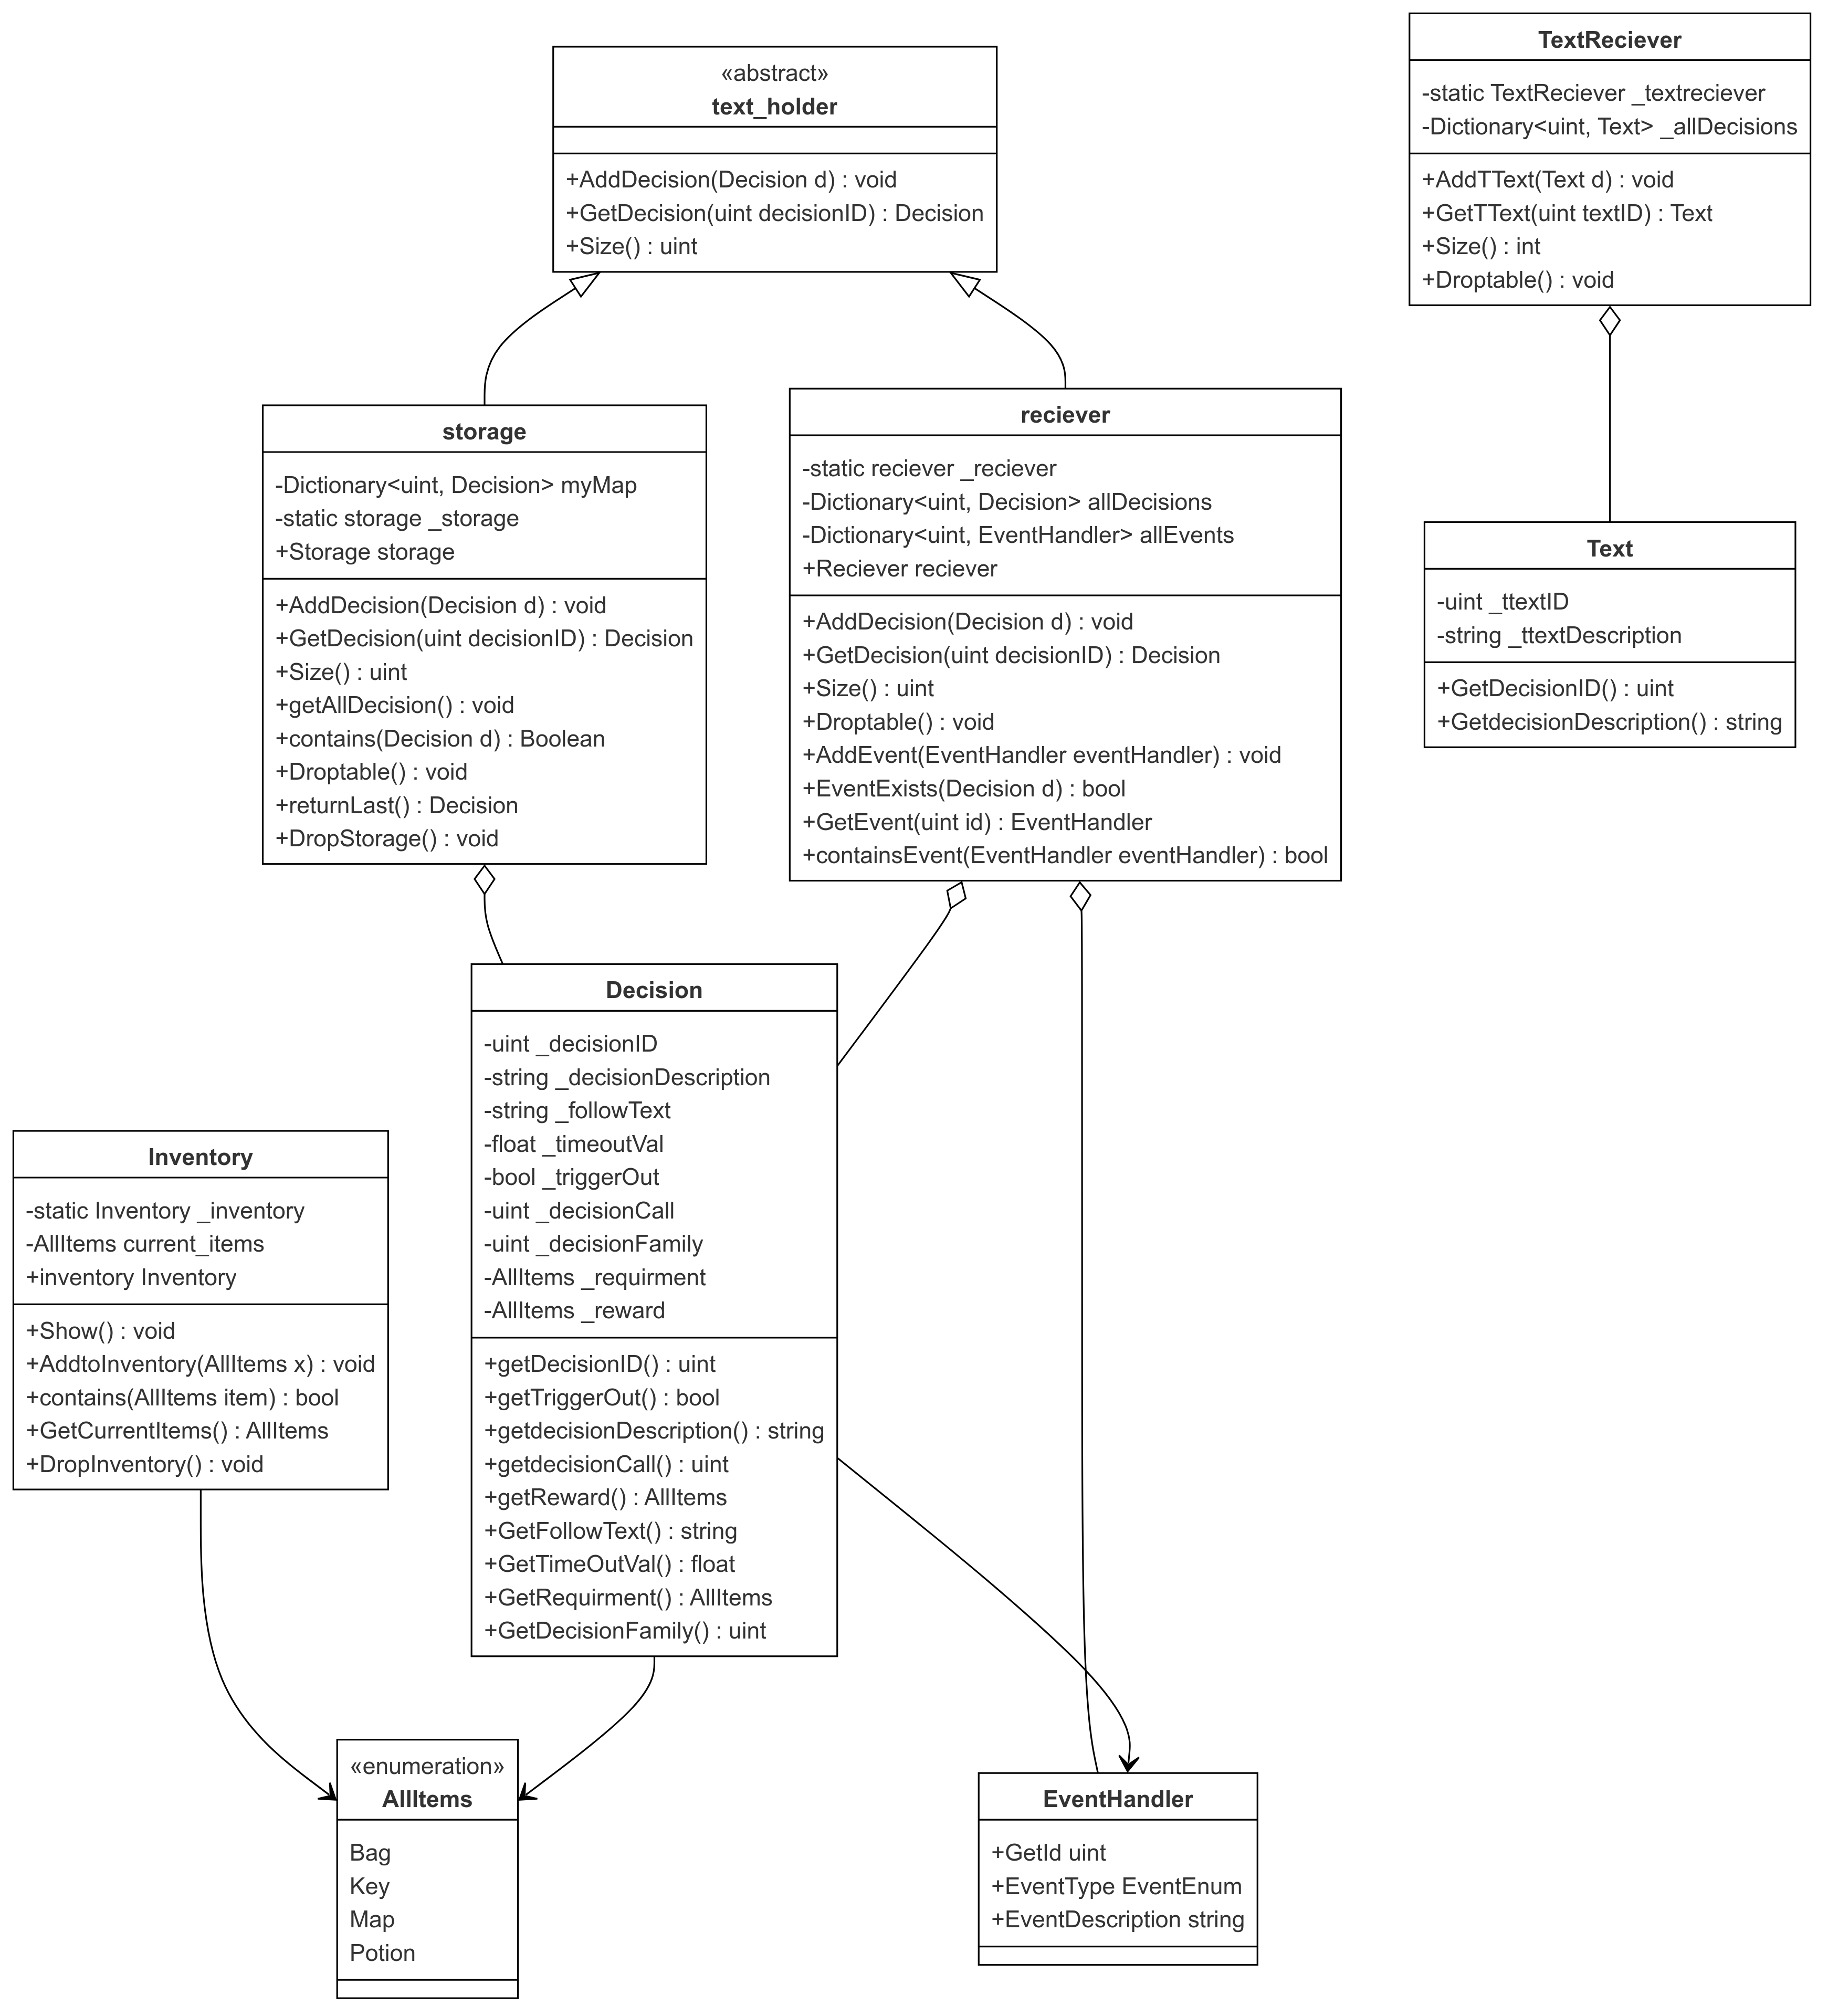 «abstract»
text_holder
+AddDecision(Decision d) : void
+GetDecision(uint decisionID) : Decision
+Size() : uint
TextReciever
-static TextReciever _textreciever
-Dictionary<uint, Text> _allDecisions
+AddTText(Text d) : void
+GetTText(uint textID) : Text
+Size() : int
+Droptable() : void
storage
-Dictionary<uint, Decision> myMap
-static storage _storage
+Storage storage
+AddDecision(Decision d) : void
+GetDecision(uint decisionID) : Decision
+Size() : uint
+getAllDecision() : void
+contains(Decision d) : Boolean
+Droptable() : void
+returnLast() : Decision
+DropStorage() : void
reciever
-static reciever _reciever
-Dictionary<uint, Decision> allDecisions
-Dictionary<uint, EventHandler> allEvents
+Reciever reciever
+AddDecision(Decision d) : void
+GetDecision(uint decisionID) : Decision
+Size() : uint
+Droptable() : void
+AddEvent(EventHandler eventHandler) : void
+EventExists(Decision d) : bool
+GetEvent(uint id) : EventHandler
+containsEvent(EventHandler eventHandler) : bool
Text
-uint _ttextID
-string _ttextDescription
+GetDecisionID() : uint
+GetdecisionDescription() : string
Decision
-uint _decisionID
-string _decisionDescription
-string _followText
-float _timeoutVal
-bool _triggerOut
-uint _decisionCall
-uint _decisionFamily
-AllItems _requirment
-AllItems _reward
+getDecisionID() : uint
+getTriggerOut() : bool
+getdecisionDescription() : string
+getdecisionCall() : uint
+getReward() : AllItems
+GetFollowText() : string
+GetTimeOutVal() : float
+GetRequirment() : AllItems
+GetDecisionFamily() : uint
Inventory
-static Inventory _inventory
-AllItems current_items
+inventory Inventory
+Show() : void
+AddtoInventory(AllItems x) : void
+contains(AllItems item) : bool
+GetCurrentItems() : AllItems
+DropInventory() : void
«enumeration»
AllItems
Bag
Key
Map
Potion
EventHandler
+GetId uint
+EventType EventEnum
+EventDescription string